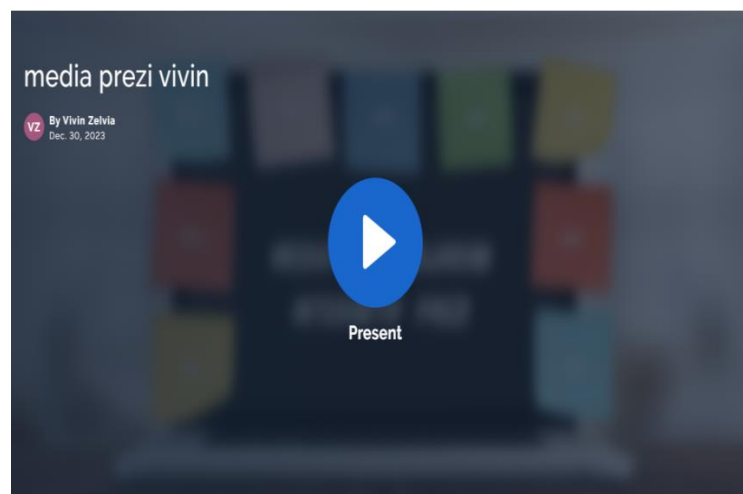 media prezi vivin
VZ
By Vivin Zelvia
Dec. 30, 2023
Present